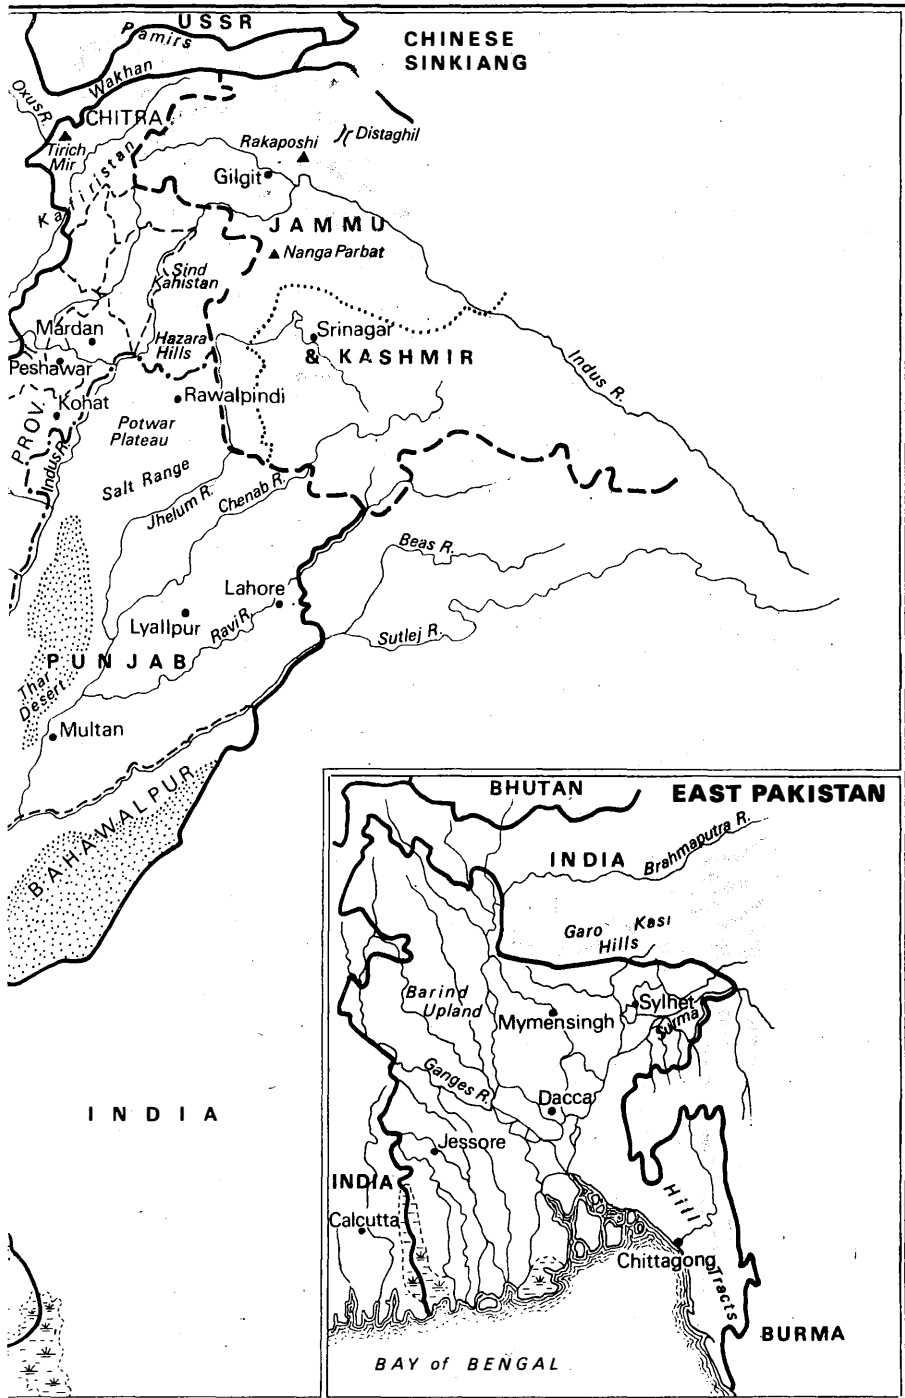 USSR
Pamirs
CHINESE
SINKIANG
Wakhan
Oxus R.
CHITRA
Tirich
Mir
Kafiristan
Rakaposhi
Distaghil
Gilgit
JAMMU
Nanga Parbat
Sind
Kahistan
Mardan
Hazara
Hills
Srinagar
& KASHMIR
Peshawar
Indus R.
Kohat
Rawalpindi
PROV.
Potwar
Plateau
Indus R.
Salt Range
Jhelum R.
Chenab R.
Beas R.
Lahore
Lyallpur
Ravi R.
Sutlej R.
PUNJAB
Thar
Desert
Multan
BAHAWALPUR
INDIA
EAST PAKISTAN
BHUTAN
INDIA
Brahmaputra R.
Garo Kasi
Hills
Barind
Upland
Mymensingh
Sylhet
Surma
Ganges R.
Dacca
Jessore
INDIA
Calcutta
Hill
Tracts
Chittagong
BURMA
BAY of BENGAL